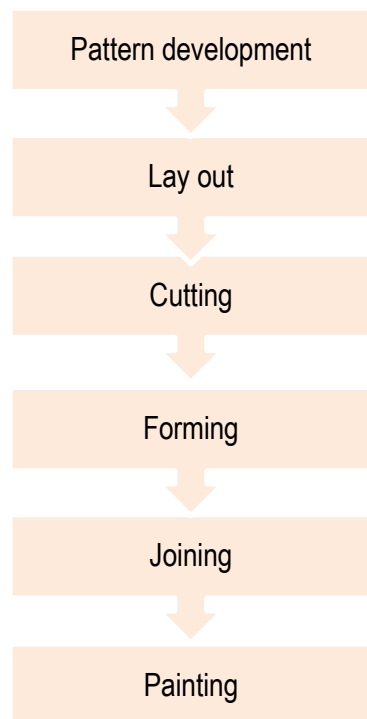 Pattern development
Lay out
Cutting
Forming
Joining
Painting